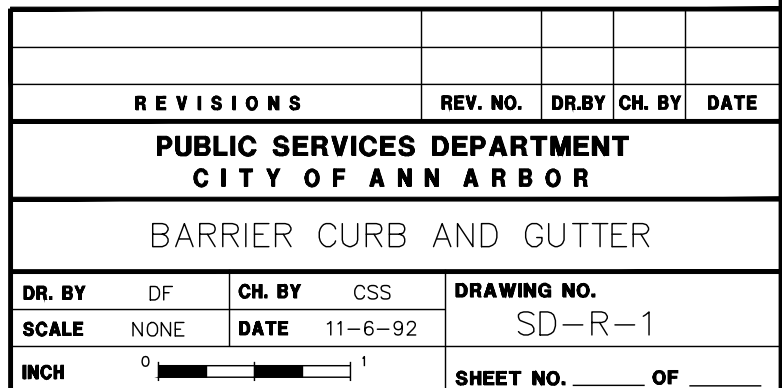 REVISIONS REV. NO. DR.BY CH. BY DATE
PUBLIC SERVICES DEPARTMENT
CITY OF ANN ARBOR
BARRIER CURB AND GUTTER
DR. BY DF CH. BY CSS DRAWING NO.
SCALE NONE DATE 11-6-92 SD-R-1
INCH 0 1 SHEET NO. ______ OF ______